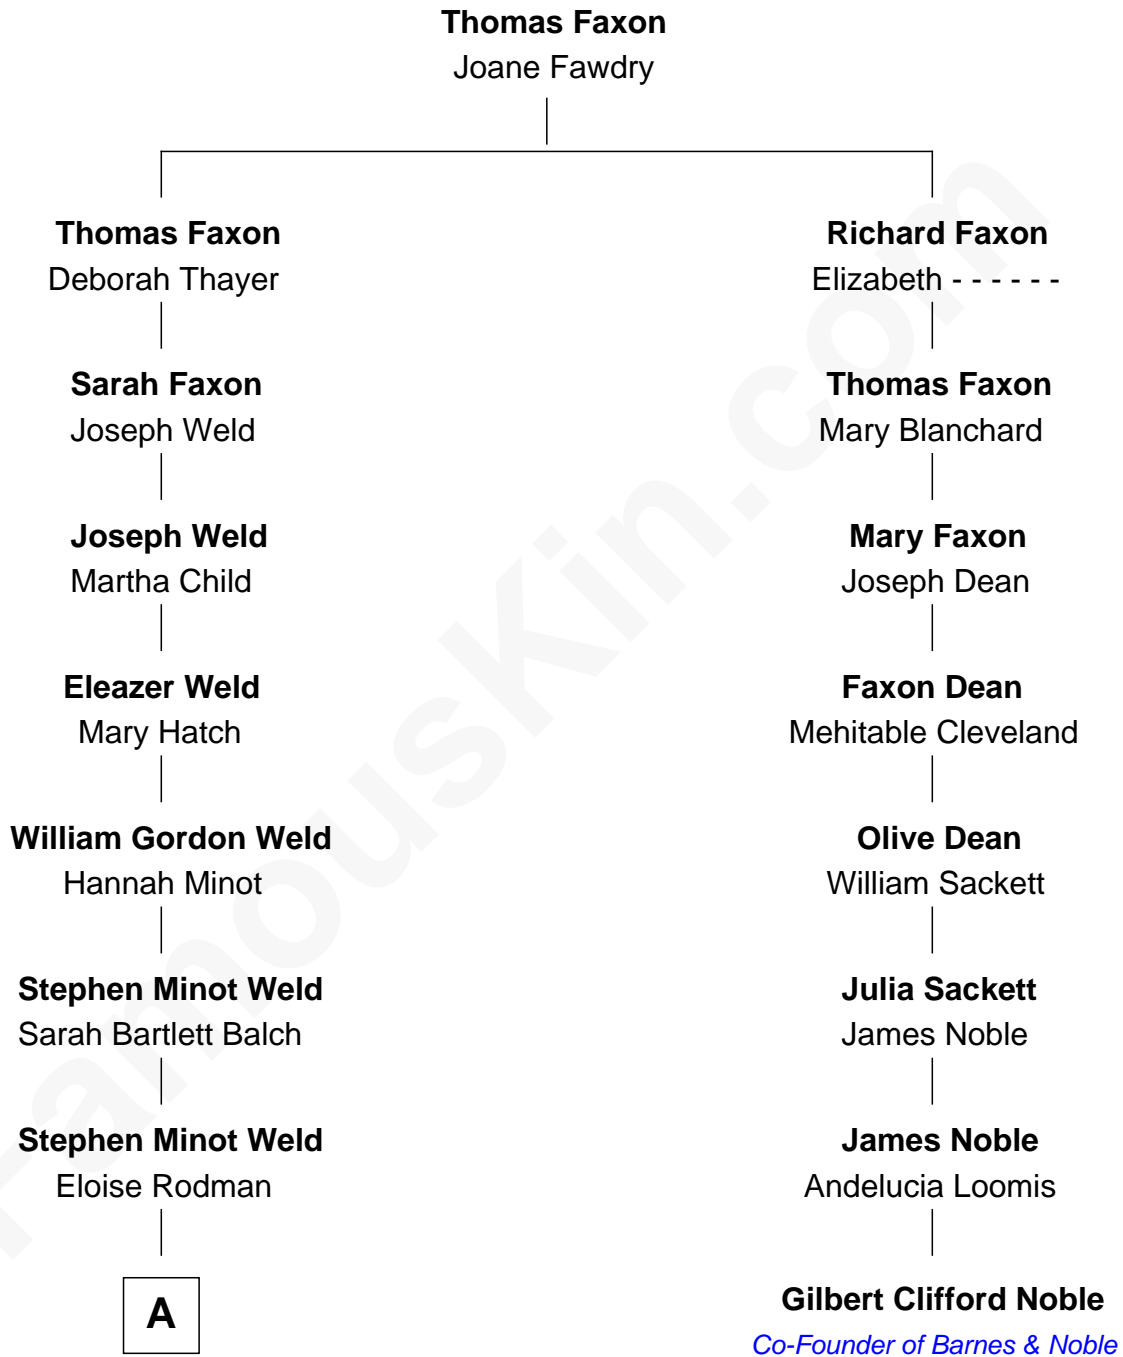 Thomas Faxon
Joane Fawdry
Thomas Faxon
Deborah Thayer
Richard Faxon
Elizabeth - - - - - -
Sarah Faxon
Joseph Weld
Thomas Faxon
Mary Blanchard
Joseph Weld
Martha Child
Mary Faxon
Joseph Dean
Eleazer Weld
Mary Hatch
Faxon Dean
Mehitable Cleveland
William Gordon Weld
Hannah Minot
Olive Dean
William Sackett
Stephen Minot Weld
Sarah Bartlett Balch
Julia Sackett
James Noble
Stephen Minot Weld
Eloise Rodman
James Noble
Andelucia Loomis
A
Gilbert Clifford Noble
Co-Founder of Barnes & Noble
FamousKin.com